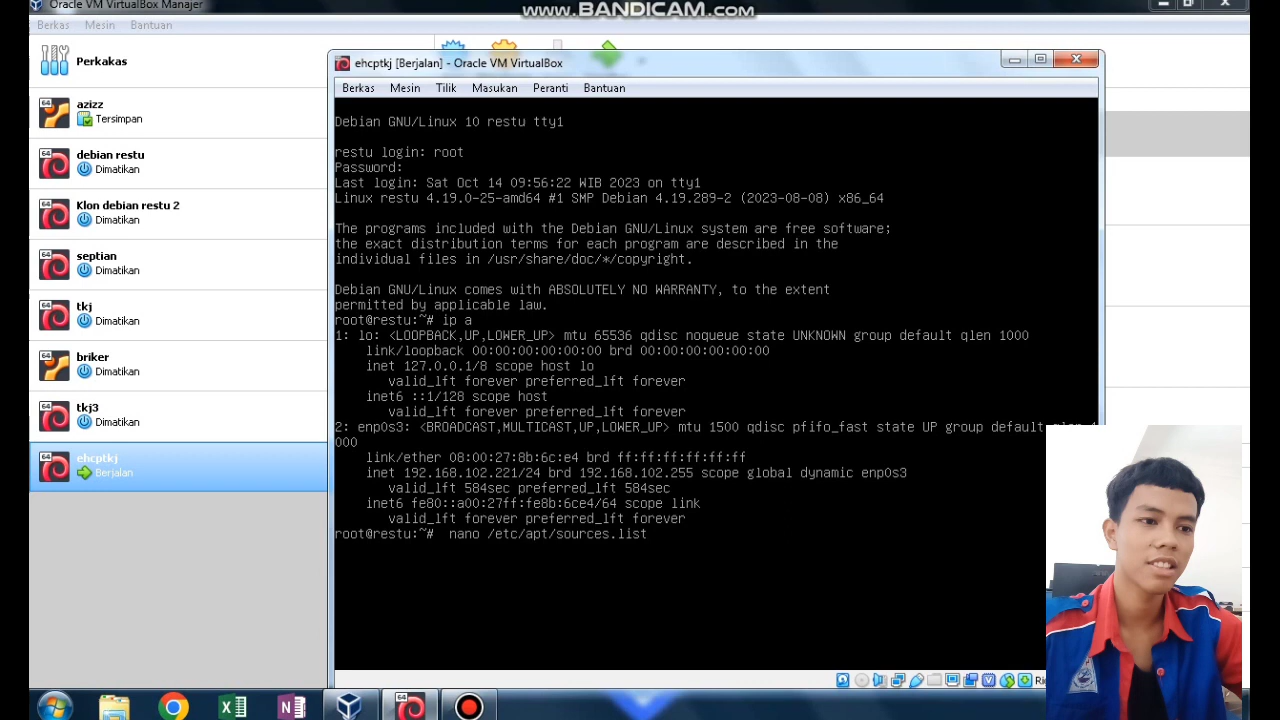 Oracle VM VirtualBox Manajer
WWW.BANDICAM.COM
Berkas Mesin Bantuan
Perkakas
64 azizz
Tersimpan
64 debian restu
Dimatikan
64 Klon debian restu 2
Dimatikan
64 septian
Dimatikan
64 tkj
Dimatikan
64 briker
Dimatikan
64 tkj3
Dimatikan
64 ehcptkj
Berjalan
64 ehcptkj [Berjalan] - Oracle VM VirtualBox
Berkas Mesin Tilik Masukan Peranti Bantuan
Debian GNU/Linux 10 restu tty1
restu login: root
Password:
Last login: Sat Oct 14 09:56:22 WIB 2023 on tty1
Linux restu 4.19.0-25-amd64 #1 SMP Debian 4.19.289-2 (2023-08-08) x86_64
The programs included with the Debian GNU/Linux system are free software;
the exact distribution terms for each program are described in the
individual files in /usr/share/doc/*/copyright.
Debian GNU/Linux comes with ABSOLUTELY NO WARRANTY, to the extent
permitted by applicable law.
root@restu:~# ip a
1: lo: <LOOPBACK,UP,LOWER_UP> mtu 65536 qdisc noqueue state UNKNOWN group default qlen 1000
link/loopback 00:00:00:00:00:00 brd 00:00:00:00:00:00
inet 127.0.0.1/8 scope host lo
valid_lft forever preferred_lft forever
inet6 ::1/128 scope host
valid_lft forever preferred_lft forever
2: enp0s3: <BROADCAST,MULTICAST,UP,LOWER_UP> mtu 1500 qdisc pfifo_fast state UP group default qlen 1
000
link/ether 08:00:27:8b:6c:e4 brd ff:ff:ff:ff:ff:ff
inet 192.168.102.221/24 brd 192.168.102.255 scope global dynamic enp0s3
valid_lft 584sec preferred_lft 584sec
inet6 fe80::a00:27ff:fe8b:6ce4/64 scope link
valid_lft forever preferred_lft forever
root@restu:~# nano /etc/apt/sources.list
Ri
64